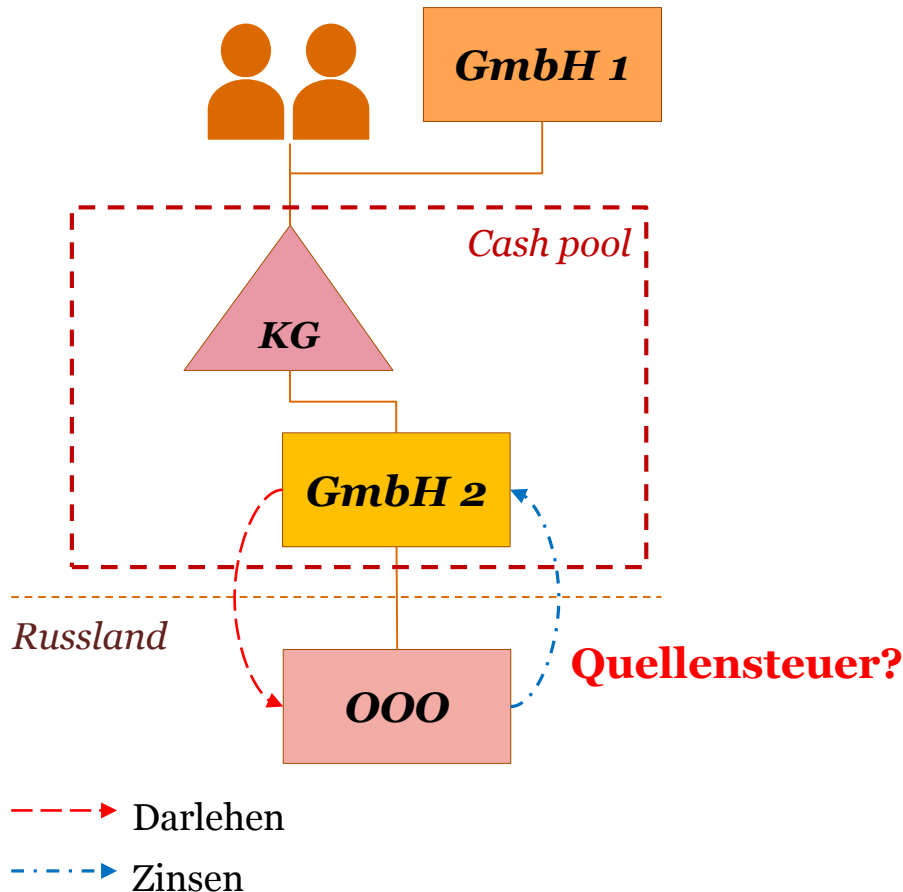 GmbH 1
Cash pool
KG
GmbH 2
Russland
Quellensteuer?
OOO
Darlehen
Zinsen